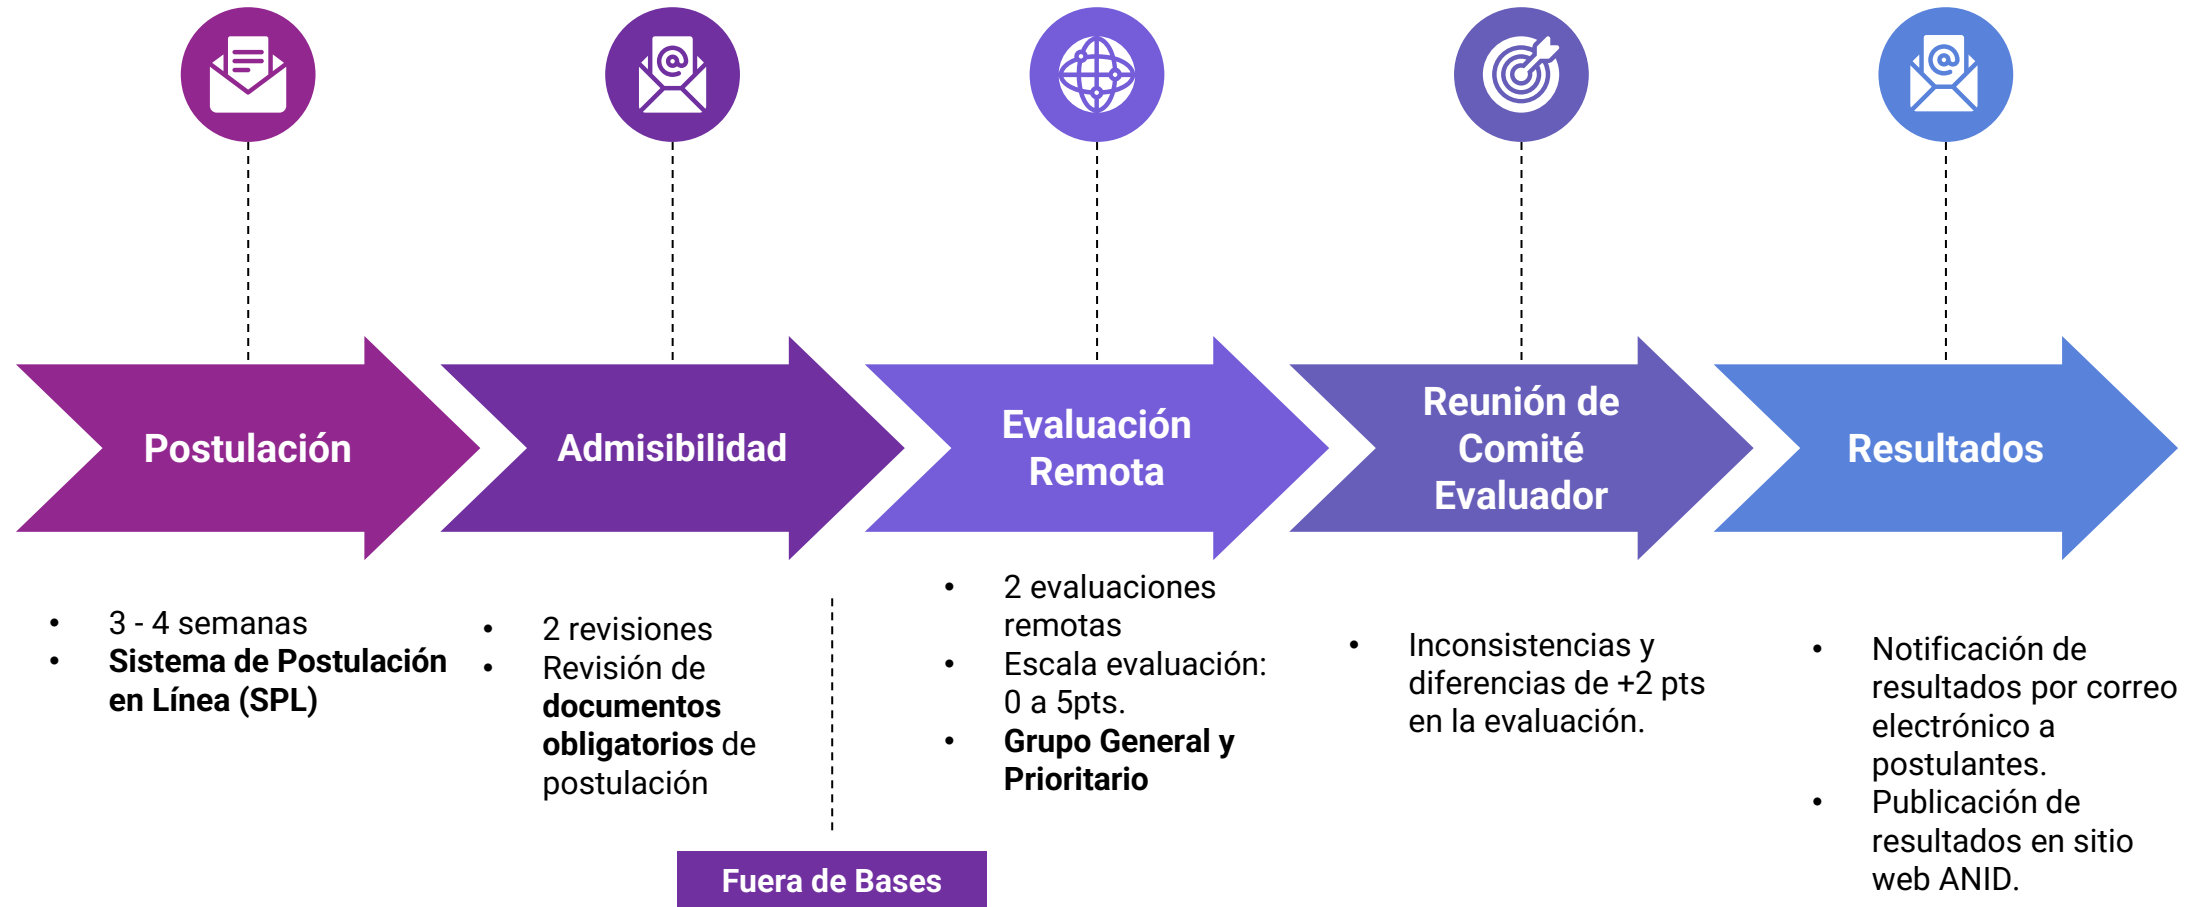 Postulación
Admisibilidad
Evaluación
Remota
Reunión de
Comité
Evaluador
Resultados
• 3 - 4 semanas
• Sistema de Postulación
en Línea (SPL)
• 2 revisiones
• Revisión de
documentos
obligatorios de
postulación
Fuera de Bases
• 2 evaluaciones
remotas
• Escala evaluación:
0 a 5pts.
• Grupo General y
Prioritario
• Inconsistencias y
diferencias de +2 pts
en la evaluación.
• Notificación de
resultados por correo
electrónico a
postulantes.
• Publicación de
resultados en sitio
web ANID.